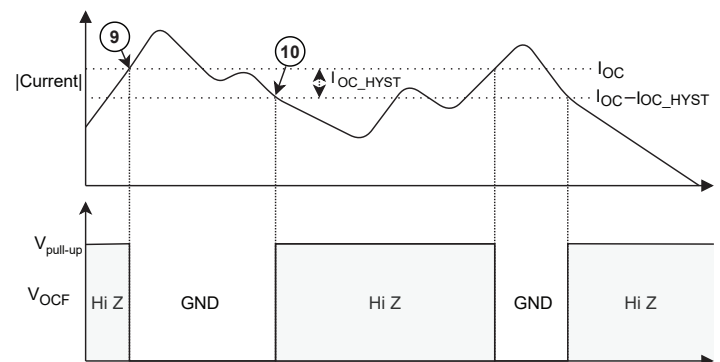 9
10
|Current|
I_OC_HYST
I_OC
I_OC–I_OC_HYST
V_pull-up
V_OCF
Hi Z
GND
Hi Z
GND
Hi Z